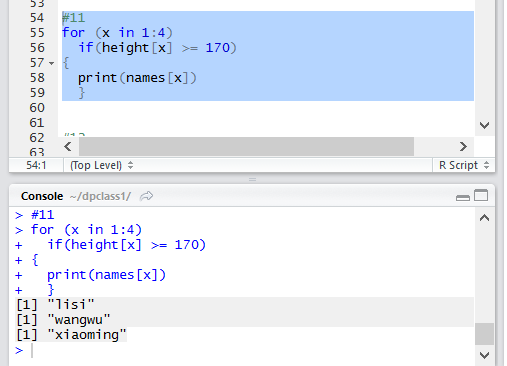 53
54 #11
55 for (x in 1:4)
56 if(height[x] >= 170)
57 {
58 print(names[x])
59 }
60
61
62
63
54:1 (Top Level) R Script
Console ~/dpclass1/
> #11
> for (x in 1:4)
+ if(height[x] >= 170)
+ {
+ print(names[x])
+ }
[1] "lisi"
[1] "wangwu"
[1] "xiaoming"
>